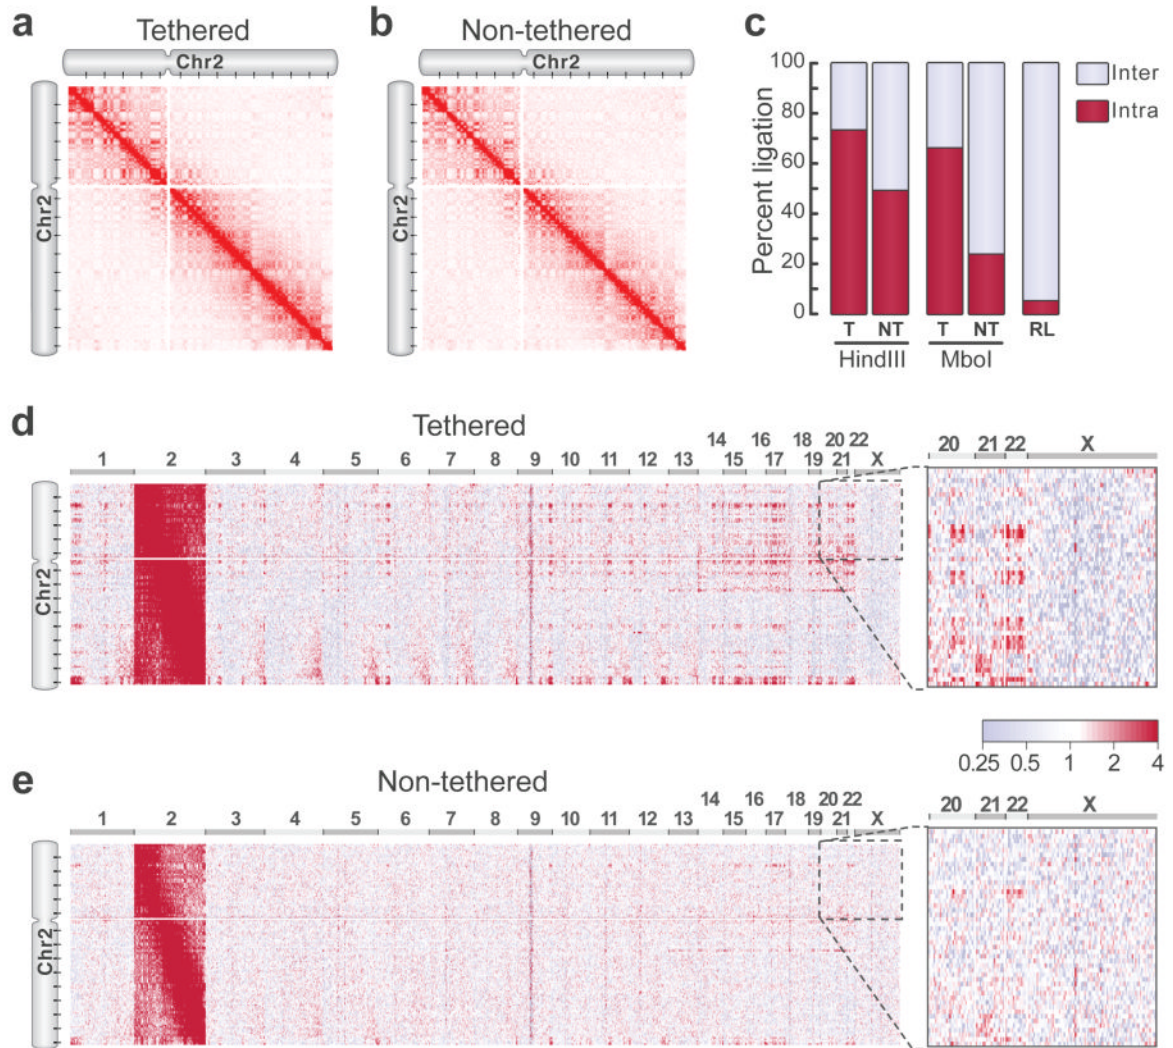 a Tethered
Chr2
Chr2
b Non-tethered
Chr2
Chr2
c
Percent ligation
100
80
60
40
20
0
T NT T NT RL
HindIII MboI
Inter
Intra
d Tethered
14 16 18 20 22
1 2 3 4 5 6 7 8 9 10 11 12 13 15 17 19 21 X
Chr2
20 21 22 X
0.25 0.5 1 2 4
e Non-tethered
14 16 18 20 22
1 2 3 4 5 6 7 8 9 10 11 12 13 15 17 19 21 X
Chr2
20 21 22 X